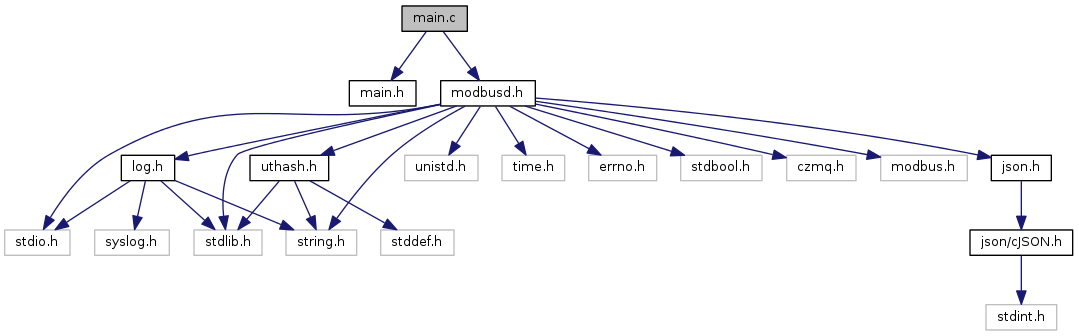 main.c
main.h
modbusd.h
log.h
uthash.h
unistd.h
time.h
errno.h
stdbool.h
czmq.h
modbus.h
json.h
stdio.h
syslog.h
stdlib.h
string.h
stddef.h
json/cJSON.h
stdint.h